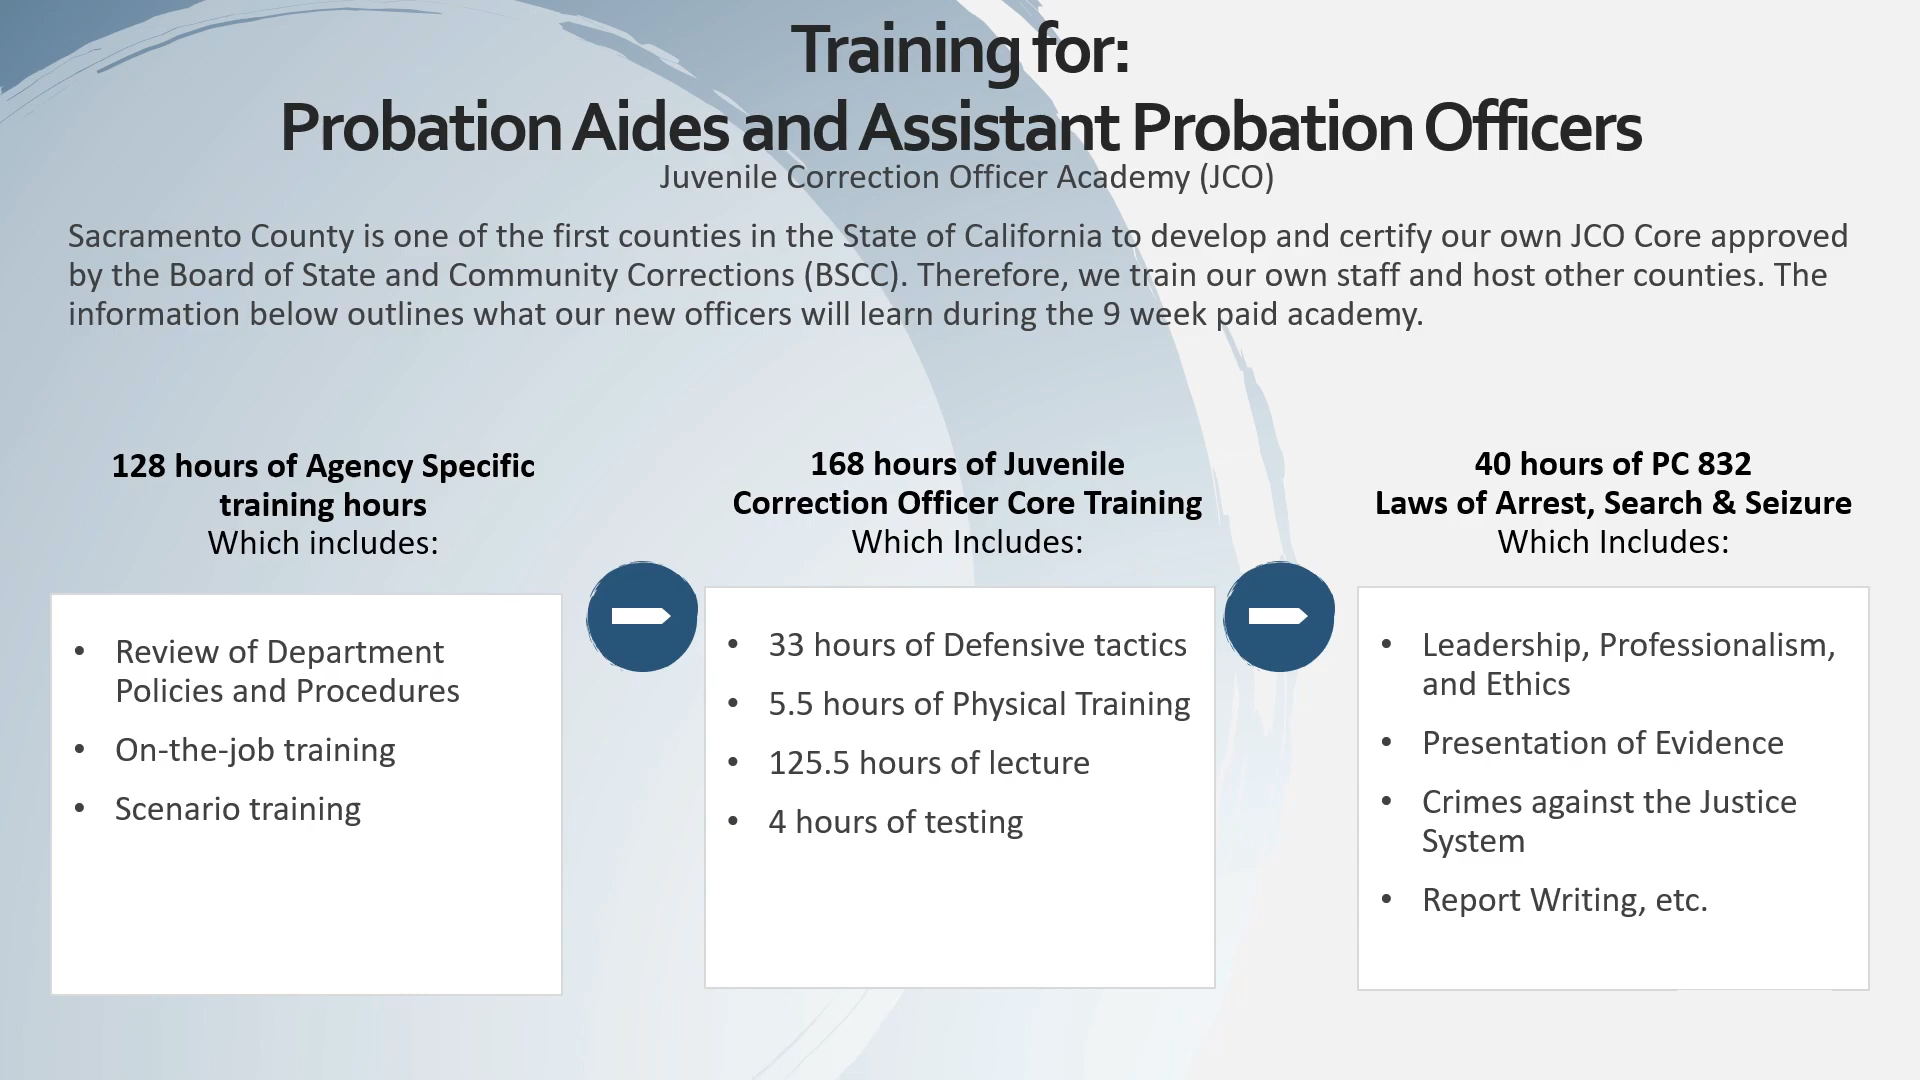 Training for:
Probation Aides and Assistant Probation Officers
Juvenile Correction Officer Academy (JCO)
Sacramento County is one of the first counties in the State of California to develop and certify our own JCO Core approved
by the Board of State and Community Corrections (BSCC). Therefore, we train our own staff and host other counties. The
information below outlines what our new officers will learn during the 9 week paid academy.
128 hours of Agency Specific
training hours
Which includes:
• Review of Department
Policies and Procedures
• On-the-job training
• Scenario training
168 hours of Juvenile
Correction Officer Core Training
Which Includes:
• 33 hours of Defensive tactics
• 5.5 hours of Physical Training
• 125.5 hours of lecture
• 4 hours of testing
40 hours of PC 832
Laws of Arrest, Search & Seizure
Which Includes:
• Leadership, Professionalism,
and Ethics
• Presentation of Evidence
• Crimes against the Justice
System
• Report Writing, etc.